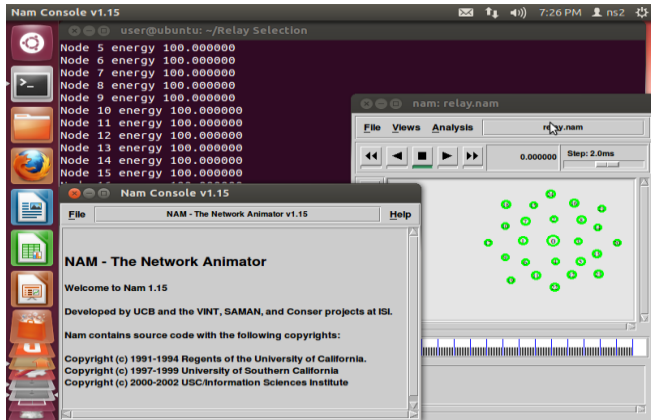 Nam Console v1.15
7:26 PM ns2
user@ubuntu: ~/Relay Selection
Node 5 energy 100.000000
Node 6 energy 100.000000
Node 7 energy 100.000000
Node 8 energy 100.000000
Node 9 energy 100.000000
Node 10 energy 100.000000
Node 11 energy 100.000000
Node 12 energy 100.000000
Node 13 energy 100.000000
Node 14 energy 100.000000
Node 15 energy 100.000000
nam: relay.nam
File Views Analysis
0.000000 Step: 2.0ms
Nam Console v1.15
File NAM - The Network Animator v1.15 Help
NAM - The Network Animator
Welcome to Nam 1.15
Developed by UCB and the VINT, SAMAN, and Conser projects at ISI.
Nam contains source code with the following copyrights:
Copyright (c) 1991-1994 Regents of the University of California.
Copyright (c) 1997-1999 University of Southern California
Copyright (c) 2000-2002 USC/Information Sciences Institute